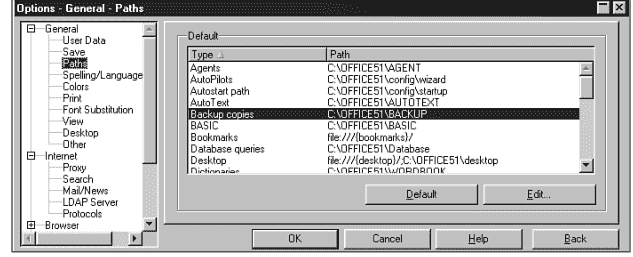 Options - General - Paths
General
User Data
Save
Paths
Spelling/Language
Colors
Print
Font Substitution
View
Desktop
Other
Internet
Proxy
Search
Mail/News
LDAP Server
Protocols
Browser
Default
Type Path
Agents C:\OFFICE51\AGENT
AutoPilots C:\OFFICE51\config\wizard
Autostart path C:\OFFICE51\config\startup
AutoText C:\OFFICE51\AUTOTEXT
Backup copies C:\OFFICE51\BACKUP
BASIC C:\OFFICE51\BASIC
Bookmarks file:///{bookmarks}/
Database queries C:\OFFICE51\Database
Desktop file:///{desktop}/;C:\OFFICE51\desktop
Dictionaries C:\OFFICE51\WORDBOOK
Default Edit...
OK Cancel Help Back